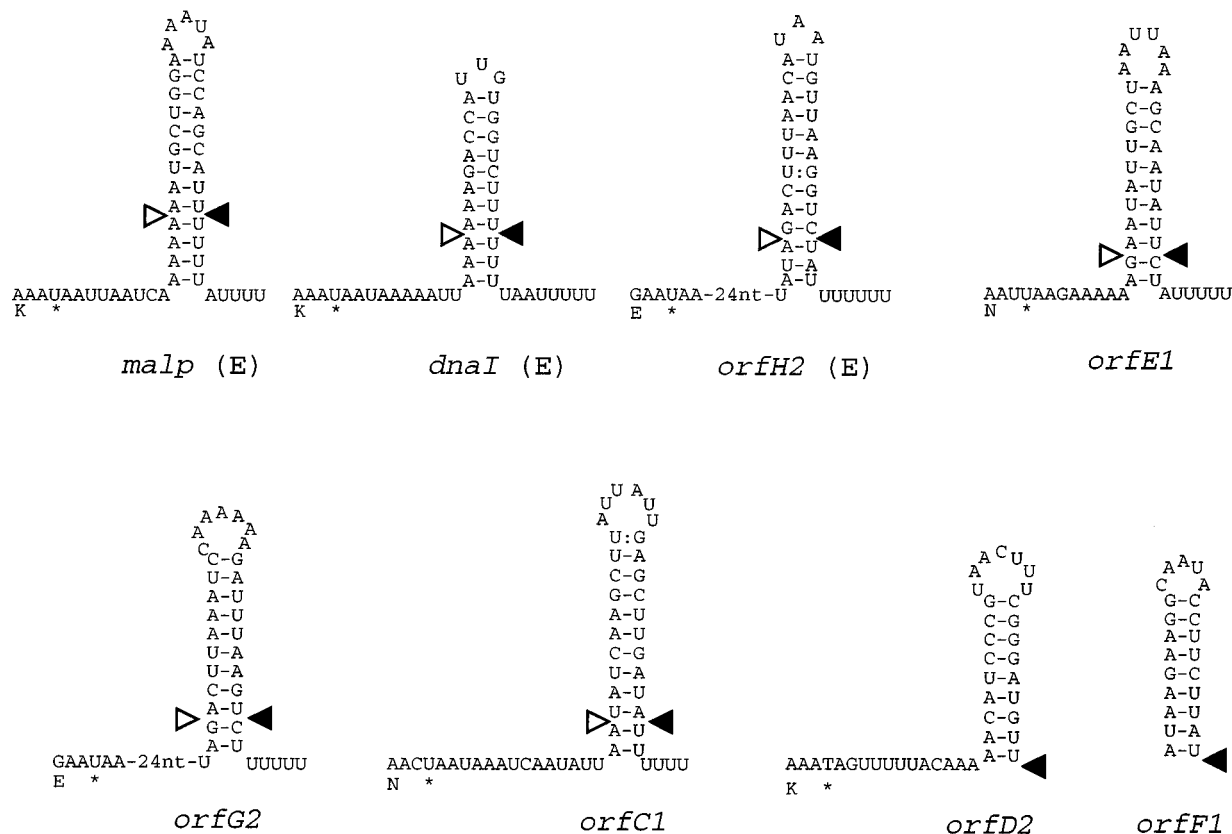 A
A U
A A
A U
G-C
G-C
U-A
C-G
G-C
U-A
A-U
A-U
A-U
A-U
A-U
A-U
AAAUAAUUAAUCA AUUUU
K *
malp (E)
U
U G
A-U
C-G
C-G
A-U
G-C
A-U
A-U
A-U
A-U
A-U
A-U
AAAUAAUAAAAAUU UAAUUUUU
K *
dnaI (E)
A
U A
A-U
C-G
A-U
A-U
U-A
U-A
U:G
C-G
A-U
G-C
A-U
U-A
A U
GAAUAA-24nt-U UUUUUU
E *
orfH2 (E)
U U
A A
A A
U-A
C-G
G-C
U-A
U-A
A-U
U-A
A-U
A-U
G-C
A-U
AAUUAAGAAAAA AUUUUU
N *
orfE1
A A A
A A
C A
C-G
U-A
A-U
A-U
A-U
U-A
U-A
C-G
A-U
G-C
A-U
GAAUAA-24nt-U UUUUU
E *
orfG2
U A
U U
A U
U:G
U-A
C-G
G-C
A-U
A-U
C-G
U-A
A-U
U-A
A-U
A-U
AACUAAUAAAUCAAUAUU UUUU
N *
orfC1
A C
A U
U U
G-C
C-G
C-G
C-G
U-A
A-U
C-G
A-U
A-U
AAATAGUUUUUACAAA
K *
orfD2
A U
A A
C
G-C
G-C
A-U
A-U
G-C
A-U
A-U
U-A
A-U
orfF1